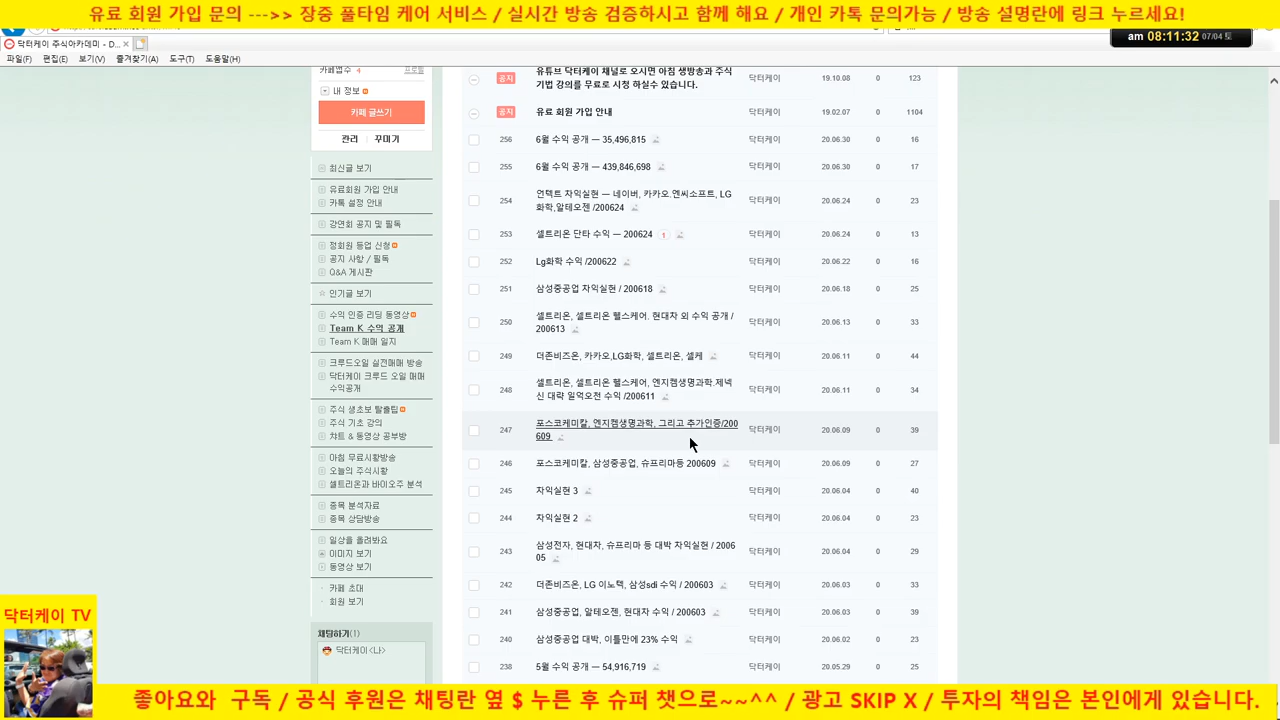 유료 회원 가입 문의 --->> 장중 풀타임 케어 서비스 / 실시간 방송 검증하시고 함께 해요 / 개인 카톡 문의가능 / 방송 설명란에 링크 누르세요!
am 08:11:32 07/04 토
닥터케이 주식아카데미 - D... ×
파일(F) 편집(E) 보기(V) 즐겨찾기(A) 도구(T) 도움말(H)
카페앱수 4 프로필
내 정보
카페 글쓰기
관리 꾸미기
최신글 보기
유료회원 가입 안내
카톡 설정 안내
강연회 공지 및 필독
정회원 등업 신청
공지 사항 / 필독
Q&A 게시판
인기글 보기
수익 인증 리딩 동영상
Team K 수익 공개
Team K 매매 일지
크루드오일 실전매매 방송
닥터케이 크루드 오일 매매
수익공개
주식 생초보 탈출팁
주식 기초 강의
챠트 & 동영상 공부방
아침 무료시황방송
오늘의 주식시황
셀트리온과 바이오주 분석
종목 분석자료
종목 상담방송
일상을 올려봐요
이미지 보기
동영상 보기
카페 초대
회원 보기
채팅하기(1)
닥터케이<나>
공지 유튜브 닥터케이 채널로 오시면 아침 생방송과 주식
기법 강의를 무료로 시청 하실수 있습니다. 닥터케이 19.10.08 0 123
공지 유료 회원 가입 안내 닥터케이 19.02.07 0 1104
256 6월 수익 공개 ㅡ 35,496,815 닥터케이 20.06.30 0 16
255 6월 수익 공개 ㅡ 439,846,698 닥터케이 20.06.30 0 17
254 언텍트 자익실현 ㅡ 네이버, 카카오.엔씨소프트, LG
화학,알테오젠 /200624 닥터케이 20.06.24 0 23
253 셀트리온 단타 수익 ㅡ 200624 1 닥터케이 20.06.24 0 13
252 Lg화학 수익 /200622 닥터케이 20.06.22 0 16
251 삼성중공업 자익실현 / 200618 닥터케이 20.06.18 0 25
250 셀트리온, 셀트리온 헬스케어. 현대차 외 수익 공개 /
200613 닥터케이 20.06.13 0 33
249 더존비즈온, 카카오,LG화학, 셀트리온, 셀케 닥터케이 20.06.11 0 44
248 셀트리온, 셀트리온 헬스케어, 엔지켐생명과학.제넥
신 대략 일억오전 수익 /200611 닥터케이 20.06.11 0 34
247 포스코케미칼, 엔지켐생명과학, 그리고 추가인증/200
609 닥터케이 20.06.09 0 39
246 포스코케미칼, 삼성중공업, 슈프리마등 200609 닥터케이 20.06.09 0 27
245 자익실현 3 닥터케이 20.06.04 0 40
244 자익실현 2 닥터케이 20.06.04 0 23
243 삼성전자, 현대차, 슈프리마 등 대박 자익실현 / 2006
05 닥터케이 20.06.04 0 29
242 더존비즈온, LG 이노텍, 삼성sdi 수익 / 200603 닥터케이 20.06.03 0 33
241 삼성중공업, 알테오젠, 현대차 수익 / 200603 닥터케이 20.06.03 0 39
240 삼성중공업 대박, 이틀만에 23% 수익 닥터케이 20.06.02 0 23
238 5월 수익 공개 ㅡ 54,916,719 닥터케이 20.05.29 0 25
닥터케이 TV
좋아요와 구독 / 공식 후원은 채팅란 옆 $ 누른 후 슈퍼 챗으로~~^^ / 광고 SKIP X / 투자의 책임은 본인에게 있습니다.